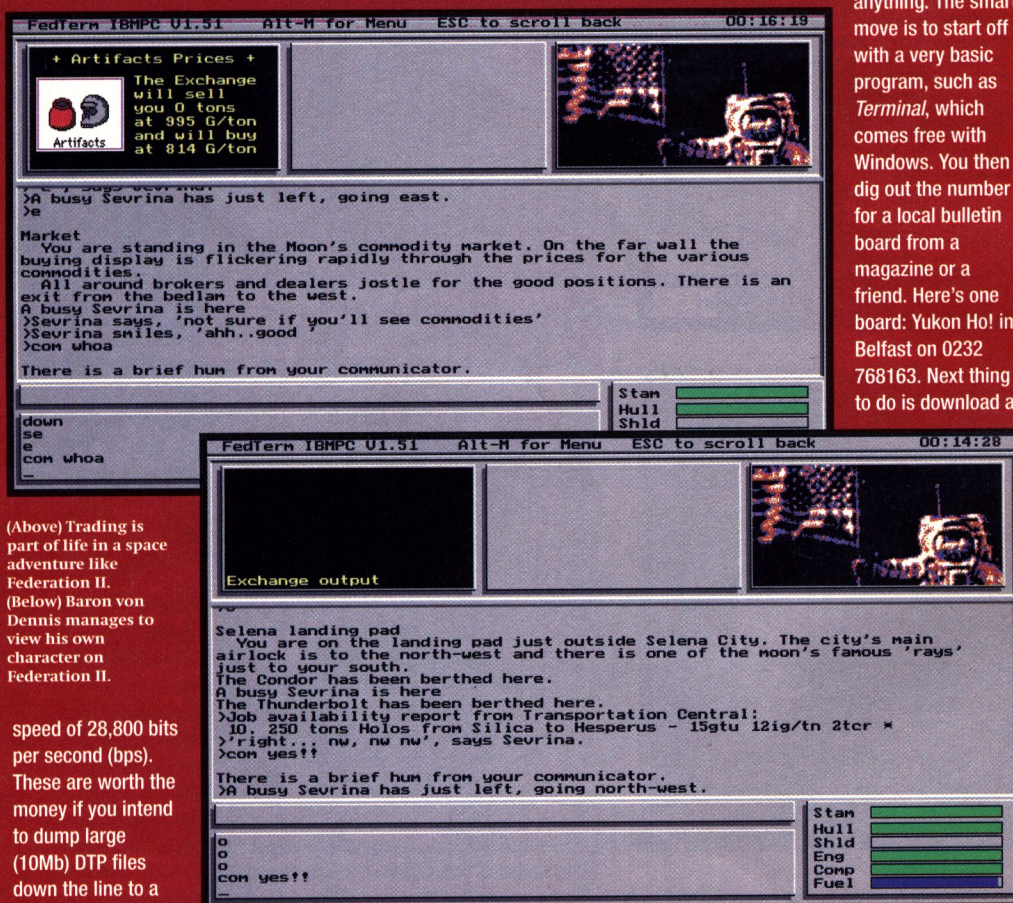 FedTerm IBMPC V1.51 Alt-M for Menu ESC to scroll back 00:16:19
+ Artifacts Prices +
The Exchange
will sell
you 0 tons
at 995 G/ton
and will buy
at 814 G/ton
Artifacts
>A busy Sevrina has just left, going east.
>e
Market
You are standing in the Moon's commodity market. On the far wall the
buying display is flickering rapidly through the prices for the various
commodities.
All around brokers and dealers jostle for the good positions. There is an
exit from the bedlam to the west.
A busy Sevrina is here
>Sevrina says, 'not sure if you'll see commodities'
>Sevrina smiles, 'ahh..good '
>com whoa
There is a brief hum from your communicator.
Stam
Hull
Shld
down
se
e
com whoa
_
anything. The smart
move is to start off
with a very basic
program, such as
Terminal, which
comes free with
Windows. You then
dig out the number
for a local bulletin
board from a
magazine or a
friend. Here's one
board: Yukon Ho! in
Belfast on 0232
768163. Next thing
to do is download a
(Above) Trading is
part of life in a space
adventure like
Federation II.
(Below) Baron von
Dennis manages to
view his own
character on
Federation II.
speed of 28,800 bits
per second (bps).
These are worth the
money if you intend
to dump large
(10Mb) DTP files
down the line to a
FedTerm IBMPC V1.51 Alt-M for Menu ESC to scroll back 00:14:28
Exchange output
Selena landing pad
You are on the landing pad just outside Selena City. The city's main
airlock is to the north-west and there is one of the moon's famous 'rays'
just to your south.
The Condor has been berthed here.
A busy Sevrina is here
The Thunderbolt has been berthed here.
>Job availability report from Transportation Central:
10. 250 tons Holos from Silica to Hesperus - 15gtu 12ig/tn 2tcr *
>'right... nw, nw nw', says Sevrina.
>com yes!!
There is a brief hum from your communicator.
>A busy Sevrina has just left, going north-west.
Stam
Hull
Shld
Eng
Comp
Fuel
o
o
o
com yes!!
_